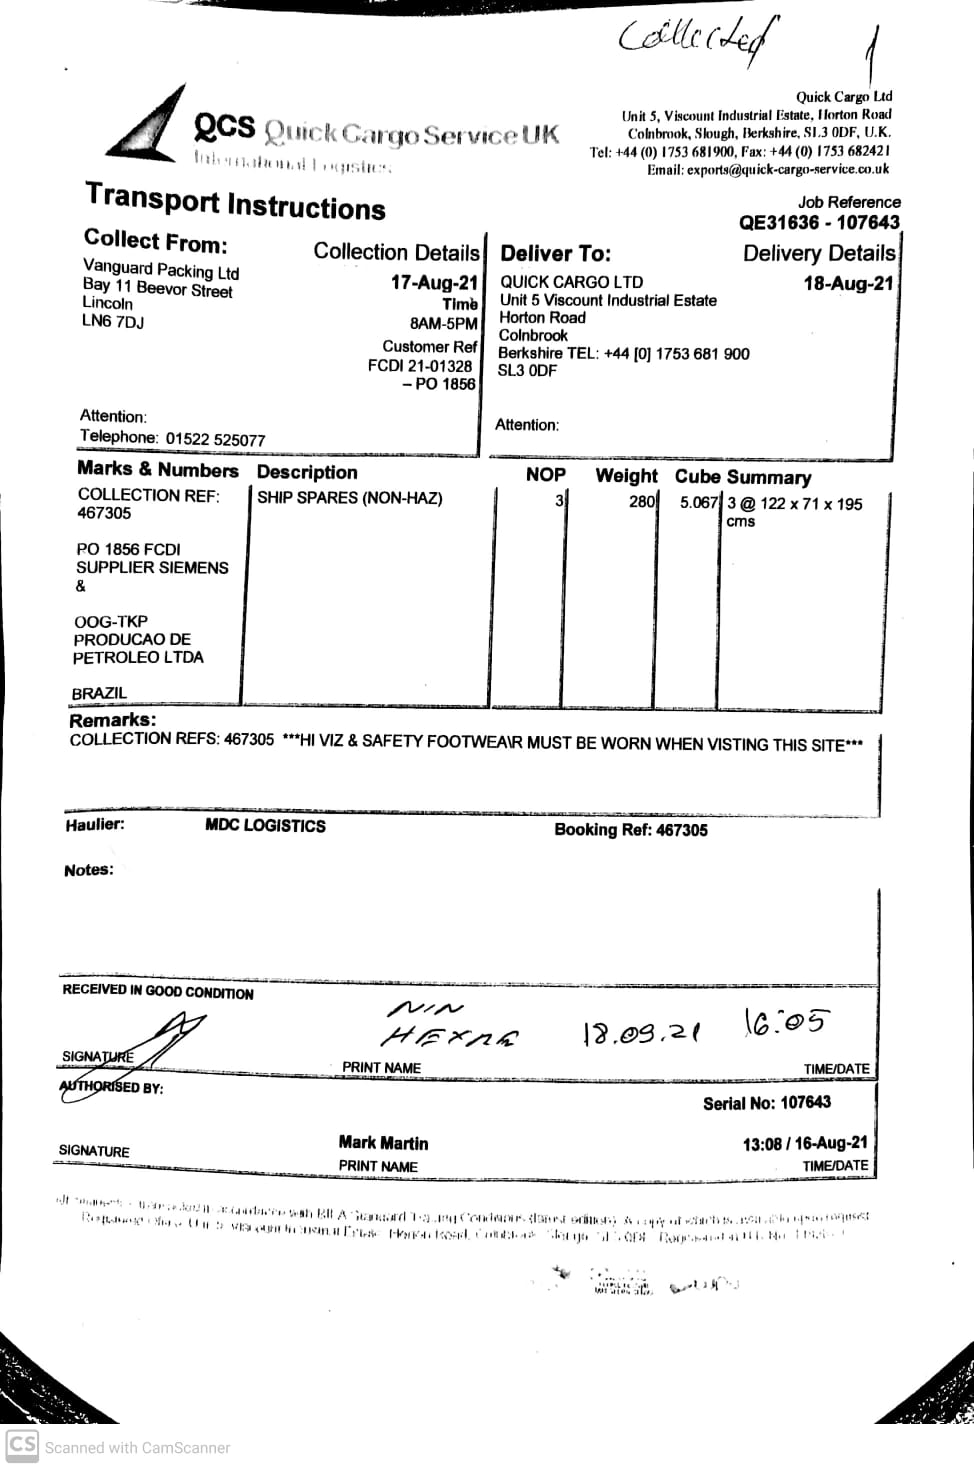 Collected 1
QCS Quick Cargo Service UK
International Logistics
Quick Cargo Ltd
Unit 5, Viscount Industrial Estate, Horton Road
Colnbrook, Slough, Berkshire, SL3 0DF, U.K.
Tel: +44 (0) 1753 681900, Fax: +44 (0) 1753 682421
Email: exports@quick-cargo-service.co.uk
Transport Instructions
Job Reference
QE31636 - 107643
Collect From:
Vanguard Packing Ltd
Bay 11 Beevor Street
Lincoln
LN6 7DJ
Attention:
Telephone: 01522 525077
Collection Details
17-Aug-21
Time
8AM-5PM
Customer Ref
FCDI 21-01328
– PO 1856
Deliver To:
QUICK CARGO LTD
Unit 5 Viscount Industrial Estate
Horton Road
Colnbrook
Berkshire TEL: +44 [0] 1753 681 900
SL3 0DF
Attention:
Delivery Details
18-Aug-21
Marks & Numbers Description NOP Weight Cube Summary
COLLECTION REF: SHIP SPARES (NON-HAZ) 3 280 5.067 3 @ 122 x 71 x 195
467305 cms
PO 1856 FCDI
SUPPLIER SIEMENS
&
OOG-TKP
PRODUCAO DE
PETROLEO LTDA
BRAZIL
Remarks:
COLLECTION REFS: 467305 ***HI VIZ & SAFETY FOOTWEA\R MUST BE WORN WHEN VISTING THIS SITE***
Haulier: MDC LOGISTICS Booking Ref: 467305
Notes:
RECEIVED IN GOOD CONDITION
18.09.21 16:05
SIGNATURE PRINT NAME TIME/DATE
AUTHORISED BY:
Serial No: 107643
Mark Martin 13:08 / 16-Aug-21
SIGNATURE PRINT NAME TIME/DATE
CS Scanned with CamScanner